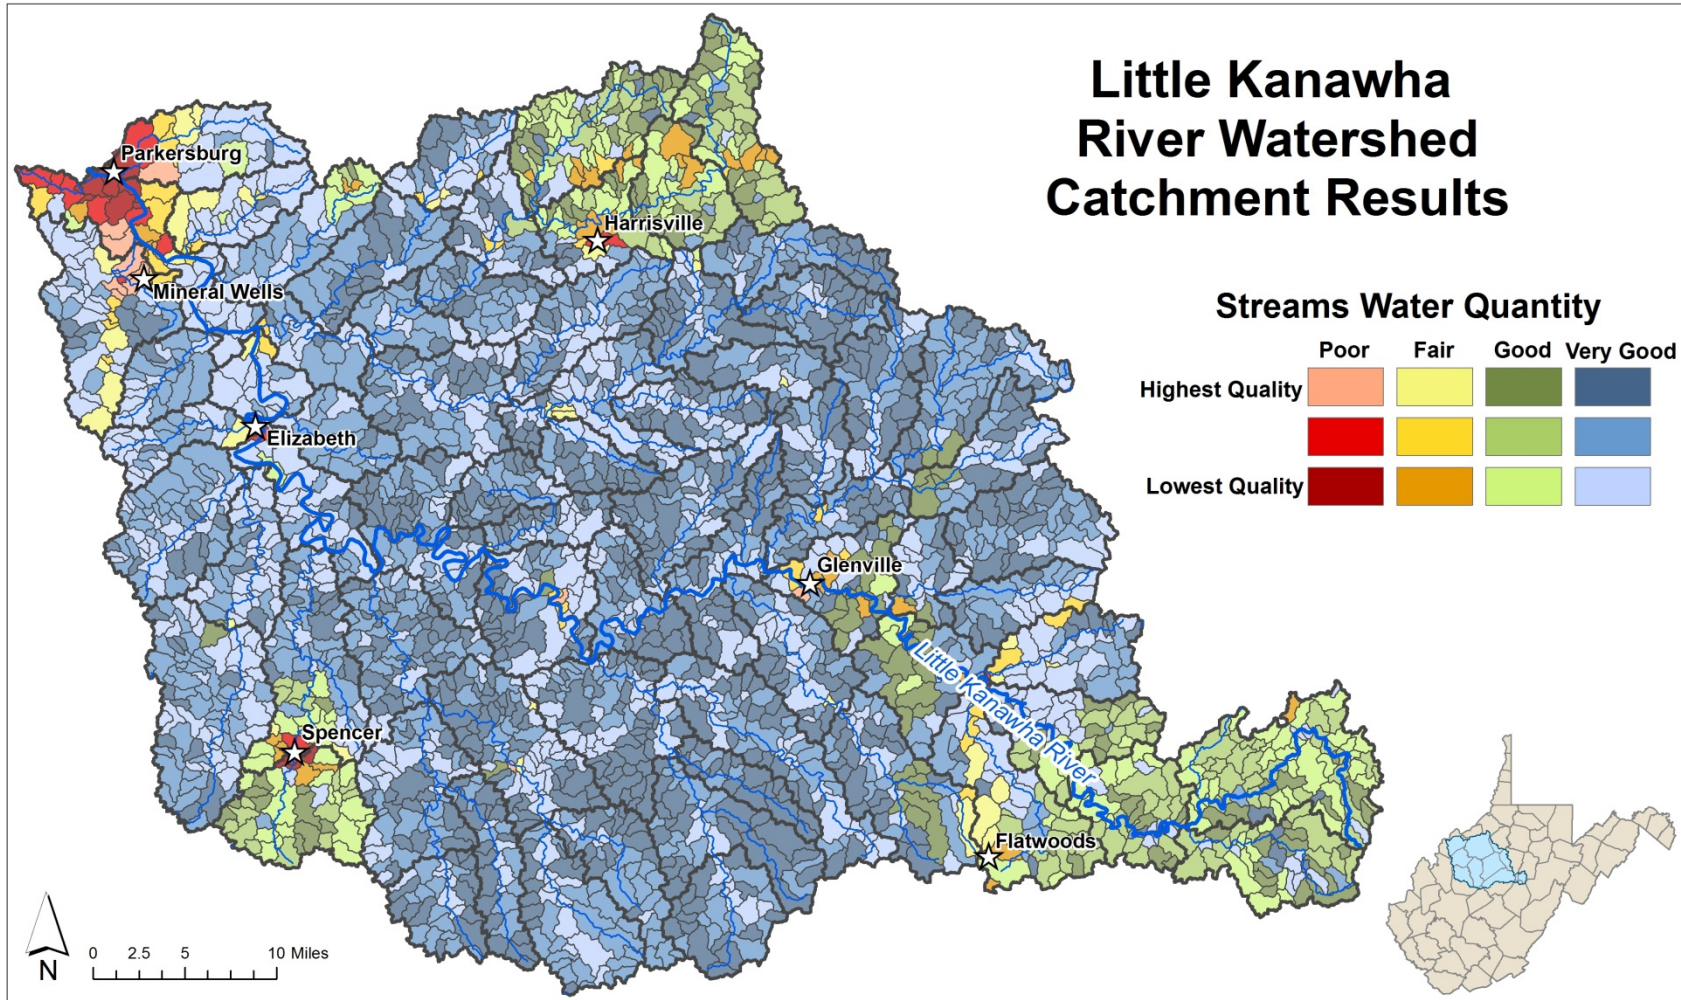 Little Kanawha
River Watershed
Catchment Results
Parkersburg
Harrisville
Mineral Wells
Streams Water Quantity
Poor Fair Good Very Good
Highest Quality
Lowest Quality
Elizabeth
Glenville
Little Kanawha River
Spencer
Flatwoods
N
0 2.5 5 10 Miles